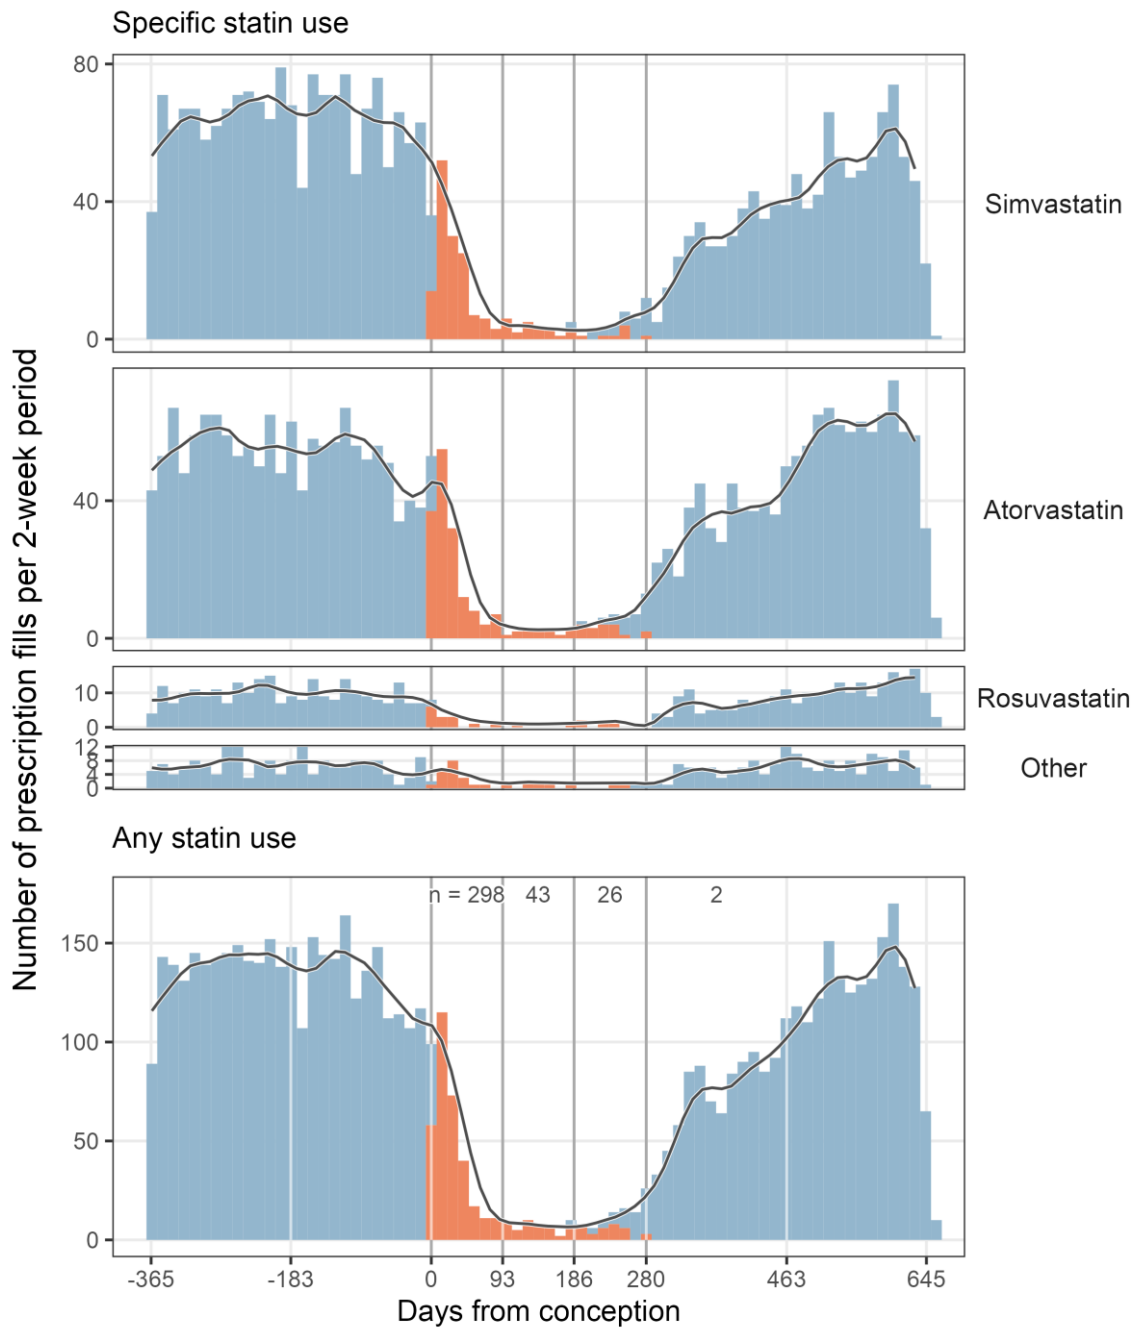 Specific statin use
80
40
0
Simvastatin
40
0
Atorvastatin
10
0
Rosuvastatin
12
8
4
0
Other
Number of prescription fills per 2-week period
Any statin use
n = 298 43 26 2
150
100
50
0
-365 -183 0 93 186 280 463 645
Days from conception